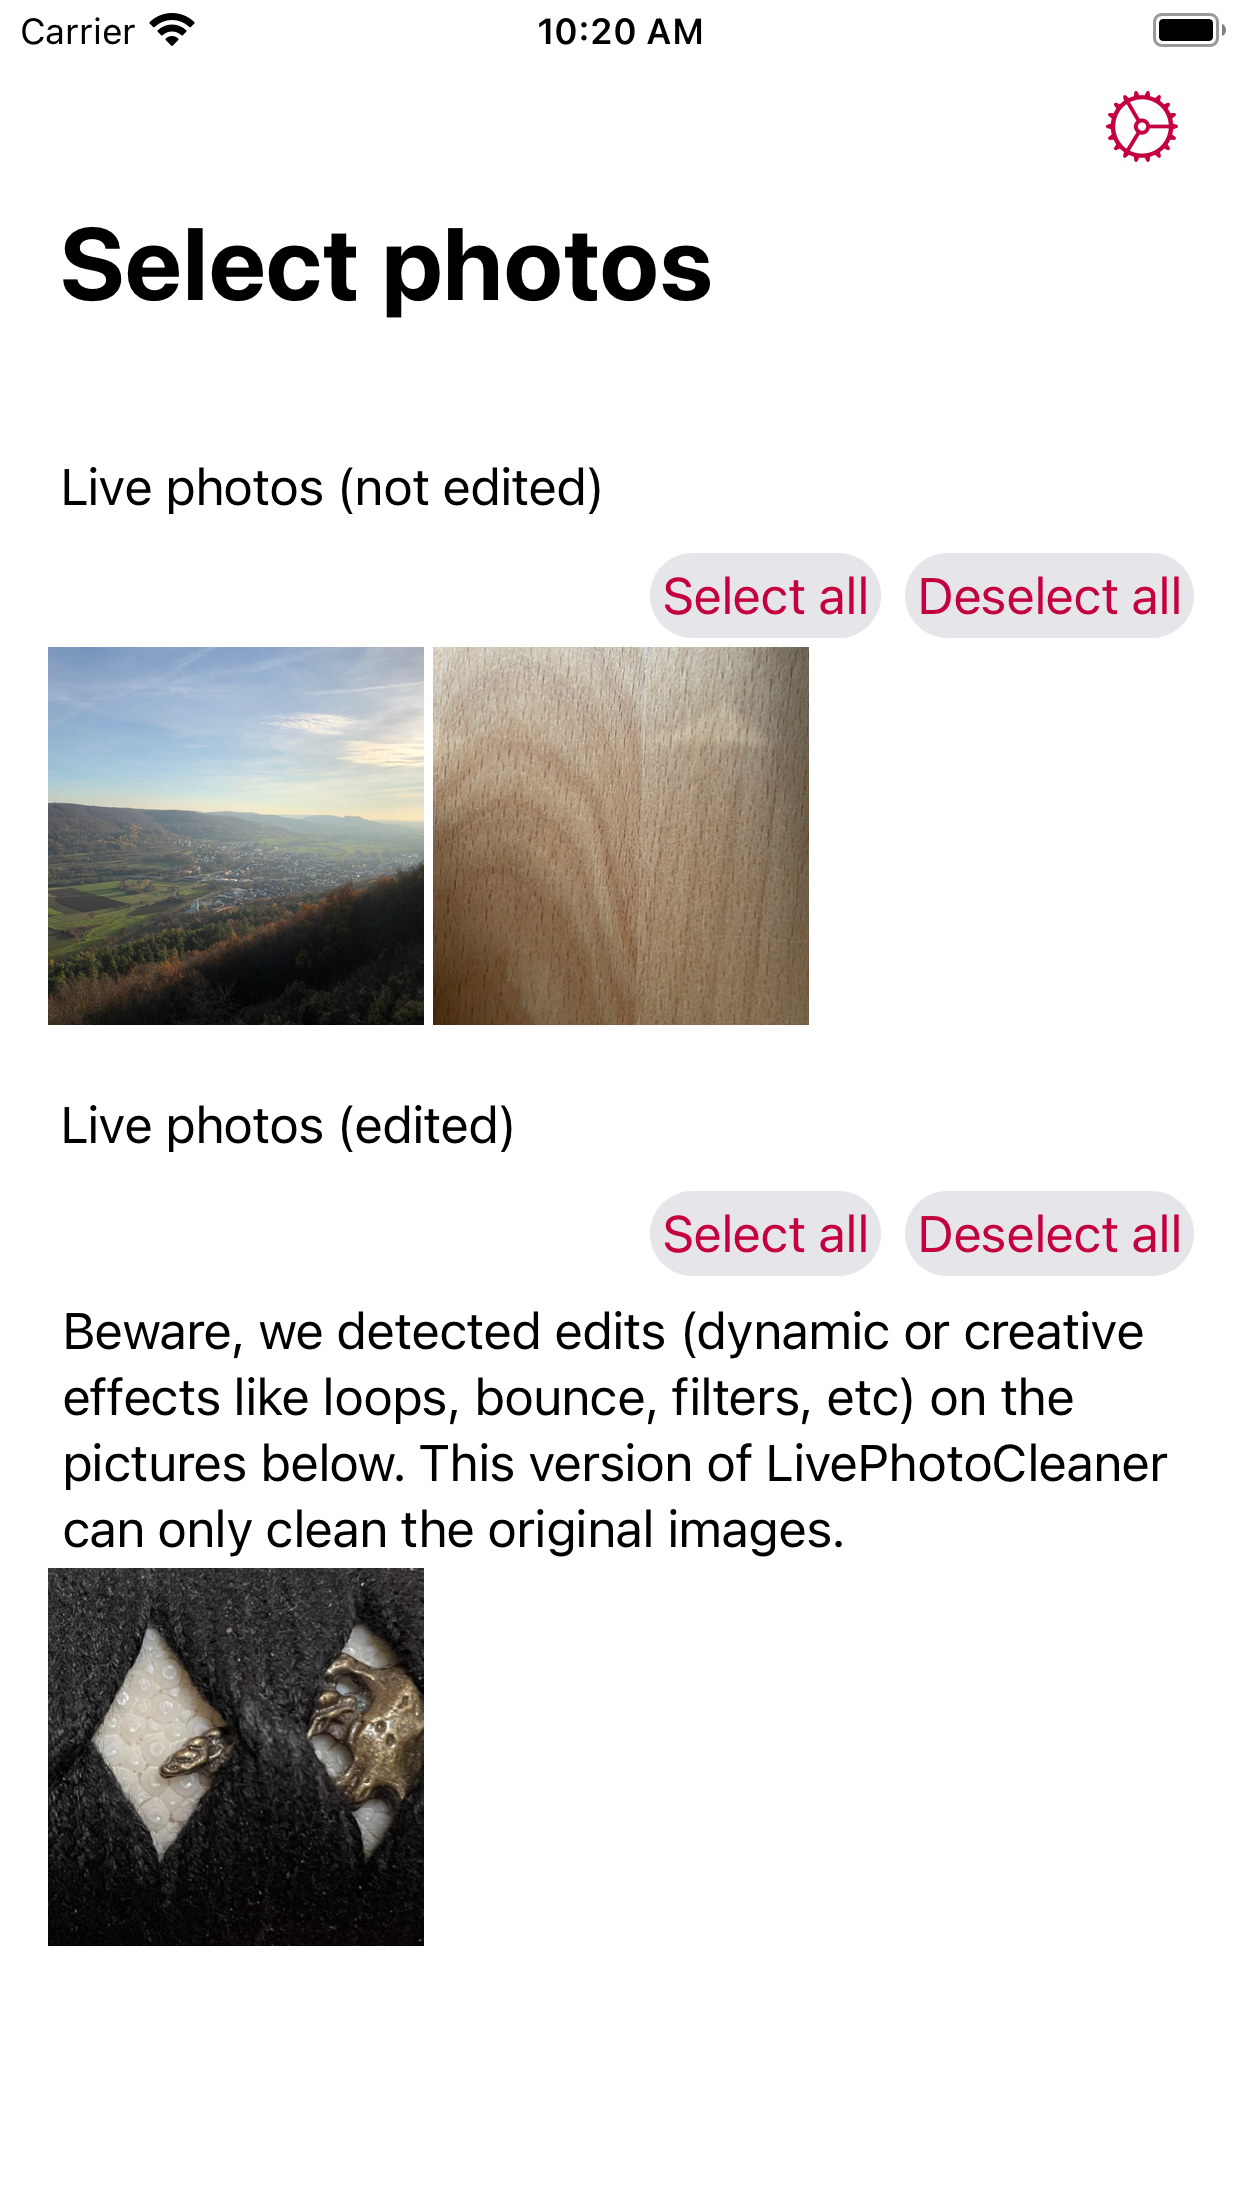 Carrier 10:20 AM
Select photos
Live photos (not edited)
Select all Deselect all
Live photos (edited)
Select all Deselect all
Beware, we detected edits (dynamic or creative
effects like loops, bounce, filters, etc) on the
pictures below. This version of LivePhotoCleaner
can only clean the original images.